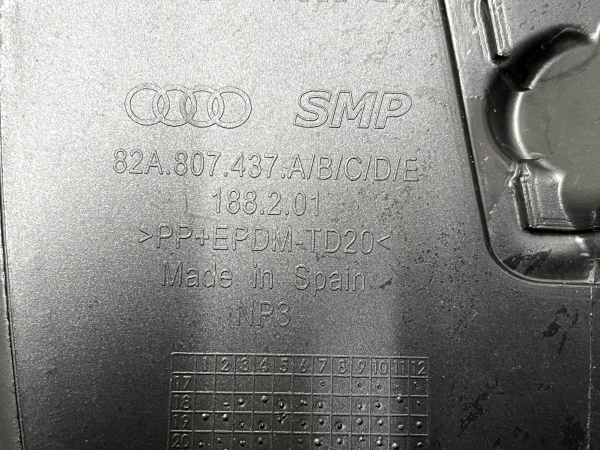 SMP
82A.807.437.A/B/C/D/E
188.2.01
>PP+EPDM-TD20<
Made in Spain
NP3
1 2 3 4 5 6 7 8 9 10 11 12
17
18
19
20